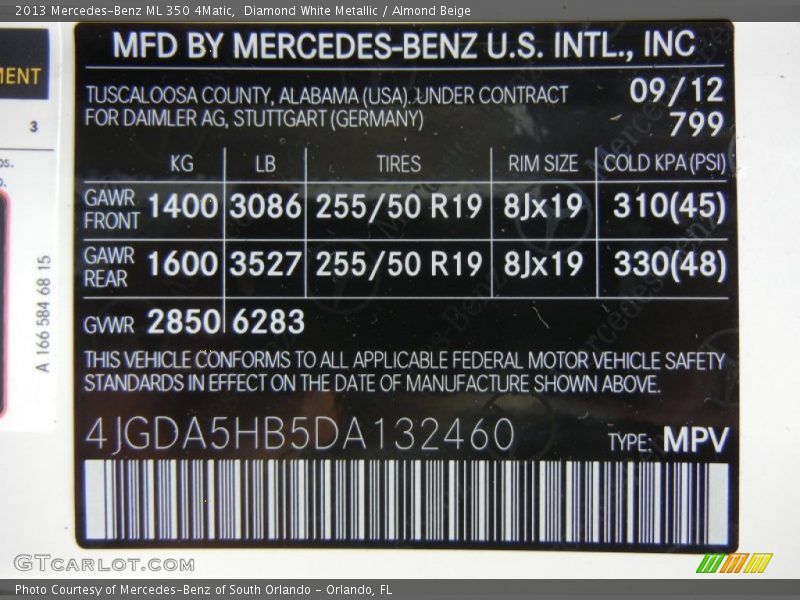 2013 Mercedes-Benz ML 350 4Matic, Diamond White Metallic / Almond Beige
MFD BY MERCEDES-BENZ U.S. INTL., INC
TUSCALOOSA COUNTY, ALABAMA (USA). UNDER CONTRACT 09/12
FOR DAIMLER AG, STUTTGART (GERMANY) 799
KG LB TIRES RIM SIZE COLD KPA (PSI)
GAWR FRONT 1400 3086 255/50 R19 8Jx19 310(45)
GAWR REAR 1600 3527 255/50 R19 8Jx19 330(48)
GVWR 2850 6283
THIS VEHICLE CONFORMS TO ALL APPLICABLE FEDERAL MOTOR VEHICLE SAFETY
STANDARDS IN EFFECT ON THE DATE OF MANUFACTURE SHOWN ABOVE.
4JGDA5HB5DA132460 TYPE: MPV
MENT
3
A 166 584 68 15
GTCARLOT.COM
Photo Courtesy of Mercedes-Benz of South Orlando - Orlando, FL